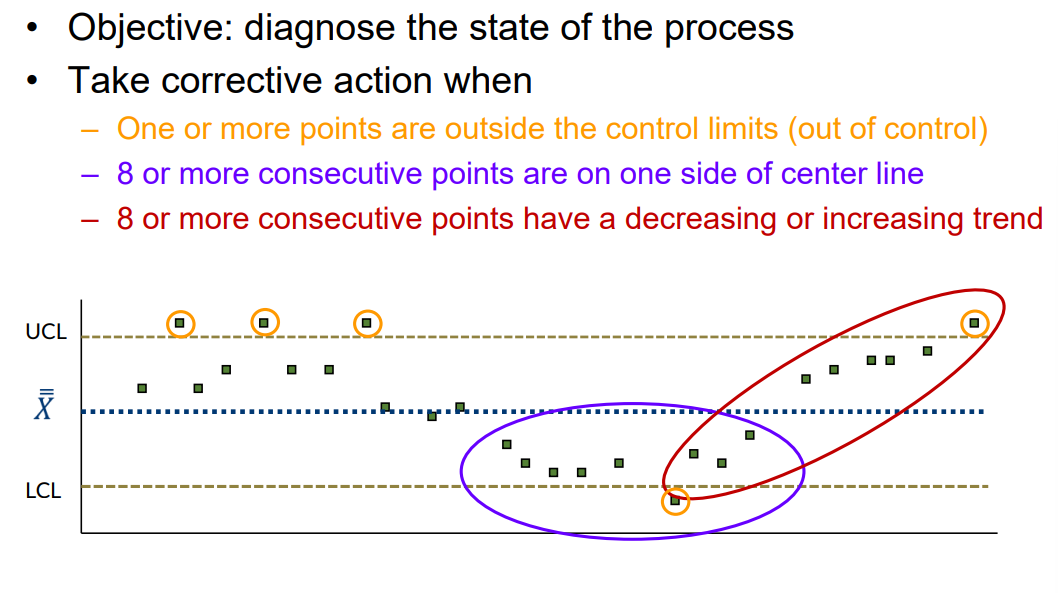 • Objective: diagnose the state of the process
• Take corrective action when
– One or more points are outside the control limits (out of control)
– 8 or more consecutive points are on one side of center line
– 8 or more consecutive points have a decreasing or increasing trend
UCL
X̿
LCL